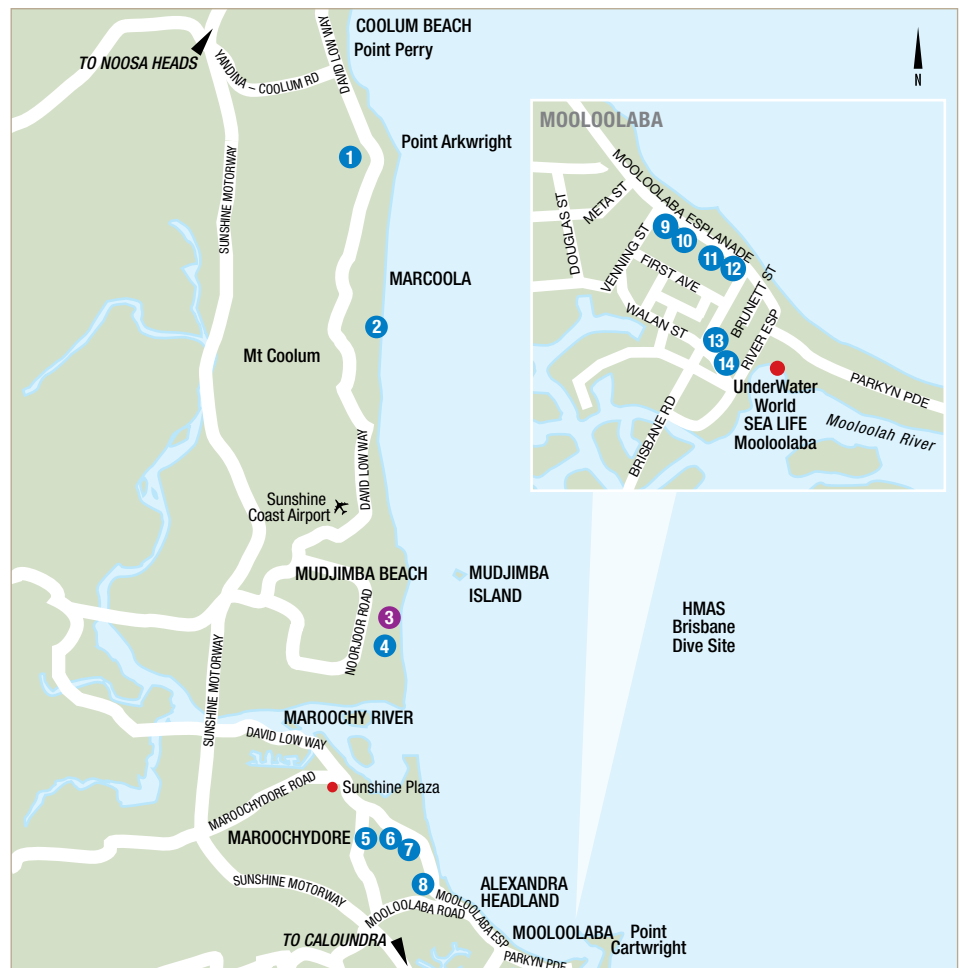 COOLUM BEACH
Point Perry
TO NOOSA HEADS
DAVID LOW WAY
YANDINA – COOLUM RD
N
Point Arkwright
1
SUNSHINE MOTORWAY
MARCOOLA
2
Mt Coolum
DAVID LOW WAY
Sunshine
Coast Airport
MUDJIMBA BEACH
MUDJIMBA
ISLAND
3
NOORJOOR ROAD
4
HMAS
Brisbane
Dive Site
SUNSHINE MOTORWAY
MAROOCHY RIVER
DAVID LOW WAY
MAROOCHYDORE ROAD
Sunshine Plaza
MAROOCHYDORE
5
6
7
8
SUNSHINE MOTORWAY
MOOLOOLABA ROAD
MOOLOOLABA ESP
ALEXANDRA
HEADLAND
TO CALOUNDRA
MOOLOOLABA
Point
Cartwright
PARKYN PDE
MOOLOOLABA
MOOLOOLABA ESPLANADE
META ST
DOUGLAS ST
VENNING ST
9
10
11
12
FIRST AVE
BRUNETT ST
WALAN ST
RIVER ESP
13
14
PARKYN PDE
UnderWater
World
SEA LIFE
Mooloolaba
Mooloolah River
BRISBANE RD